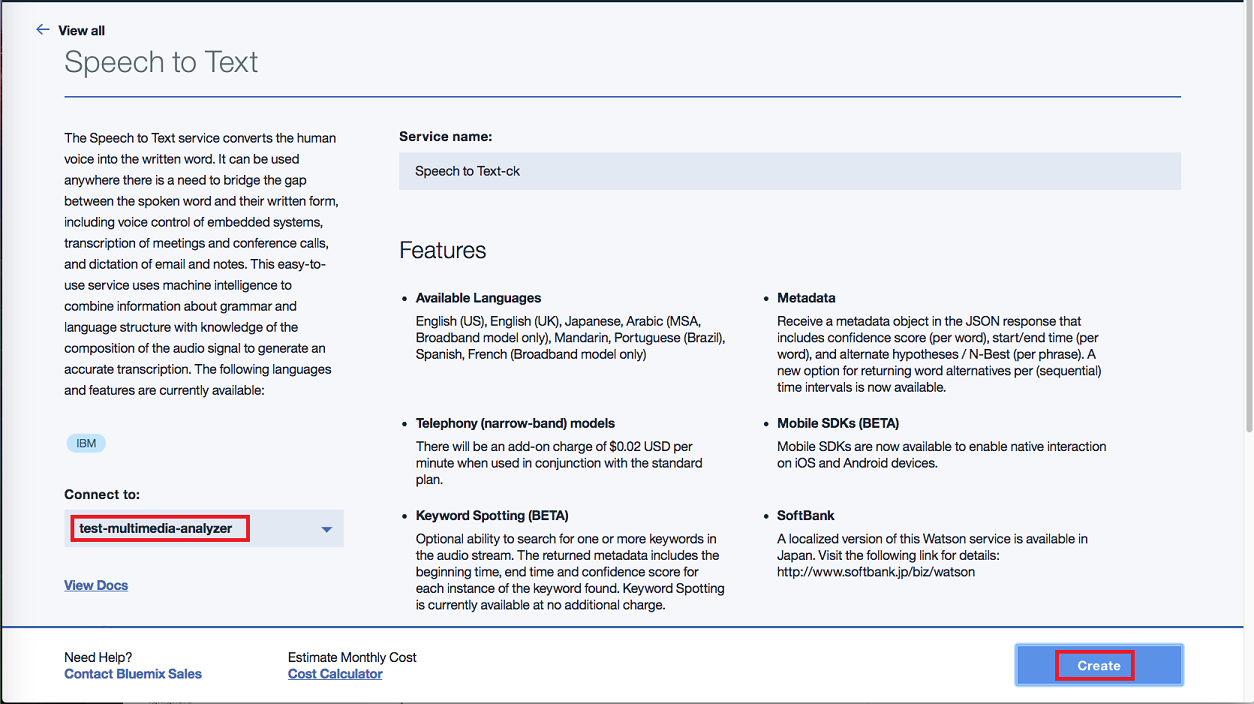 View all
Speech to Text
The Speech to Text service converts the human
voice into the written word. It can be used
anywhere there is a need to bridge the gap
between the spoken word and their written form,
including voice control of embedded systems,
transcription of meetings and conference calls,
and dictation of email and notes. This easy-to-
use service uses machine intelligence to
combine information about grammar and
language structure with knowledge of the
composition of the audio signal to generate an
accurate transcription. The following languages
and features are currently available:
IBM
Connect to:
test-multimedia-analyzer
View Docs
Service name:
Speech to Text-ck
Features
• Available Languages
English (US), English (UK), Japanese, Arabic (MSA,
Broadband model only), Mandarin, Portuguese (Brazil),
Spanish, French (Broadband model only)
• Metadata
Receive a metadata object in the JSON response that
includes confidence score (per word), start/end time (per
word), and alternate hypotheses / N-Best (per phrase). A
new option for returning word alternatives per (sequential)
time intervals is now available.
• Telephony (narrow-band) models
There will be an add-on charge of $0.02 USD per
minute when used in conjunction with the standard
plan.
• Mobile SDKs (BETA)
Mobile SDKs are now available to enable native interaction
on iOS and Android devices.
• Keyword Spotting (BETA)
Optional ability to search for one or more keywords in
the audio stream. The returned metadata includes the
beginning time, end time and confidence score for
each instance of the keyword found. Keyword Spotting
is currently available at no additional charge.
• SoftBank
A localized version of this Watson service is available in
Japan. Visit the following link for details:
http://www.softbank.jp/biz/watson
Need Help?
Contact Bluemix Sales
Estimate Monthly Cost
Cost Calculator
Create